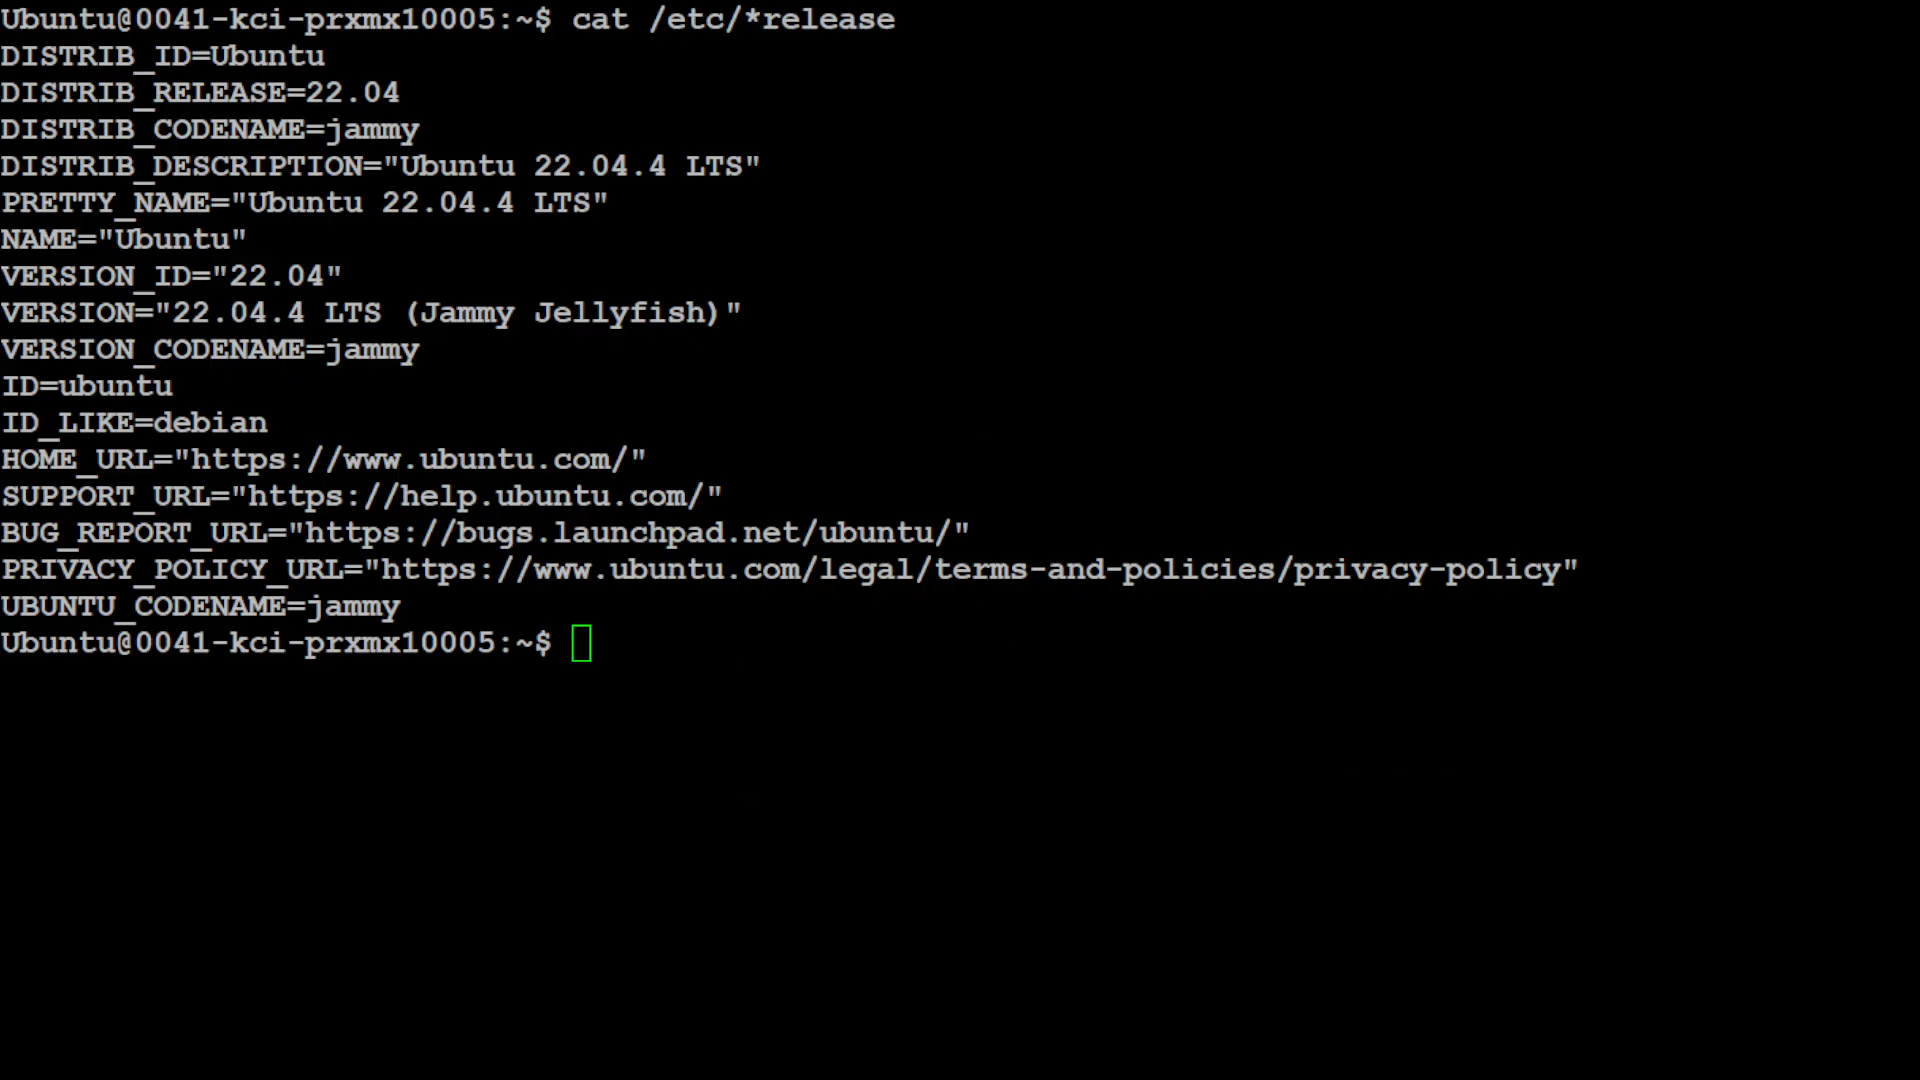 Ubuntu@0041-kci-prxmx10005:~$ cat /etc/*release
DISTRIB_ID=Ubuntu
DISTRIB_RELEASE=22.04
DISTRIB_CODENAME=jammy
DISTRIB_DESCRIPTION="Ubuntu 22.04.4 LTS"
PRETTY_NAME="Ubuntu 22.04.4 LTS"
NAME="Ubuntu"
VERSION_ID="22.04"
VERSION="22.04.4 LTS (Jammy Jellyfish)"
VERSION_CODENAME=jammy
ID=ubuntu
ID_LIKE=debian
HOME_URL="https://www.ubuntu.com/"
SUPPORT_URL="https://help.ubuntu.com/"
BUG_REPORT_URL="https://bugs.launchpad.net/ubuntu/"
PRIVACY_POLICY_URL="https://www.ubuntu.com/legal/terms-and-policies/privacy-policy"
UBUNTU_CODENAME=jammy
Ubuntu@0041-kci-prxmx10005:~$